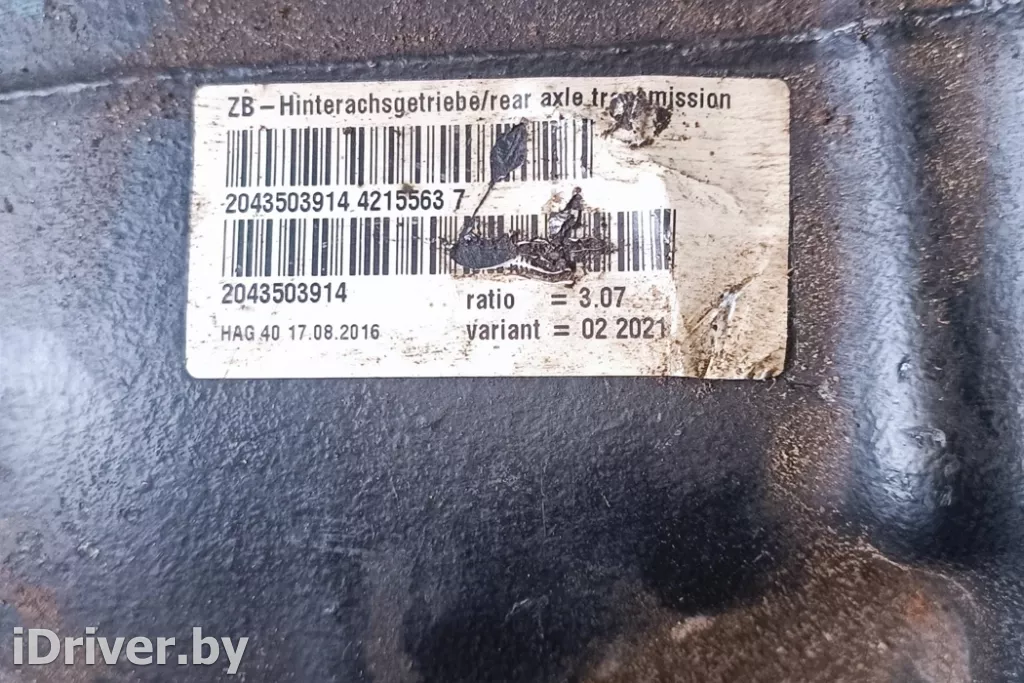 ZB – Hinterachsgetriebe/rear axle transmission
2043503914 4215563 7
2043503914
ratio = 3.07
HAG 40 17.08.2016
variant = 02 2021
iDriver.by